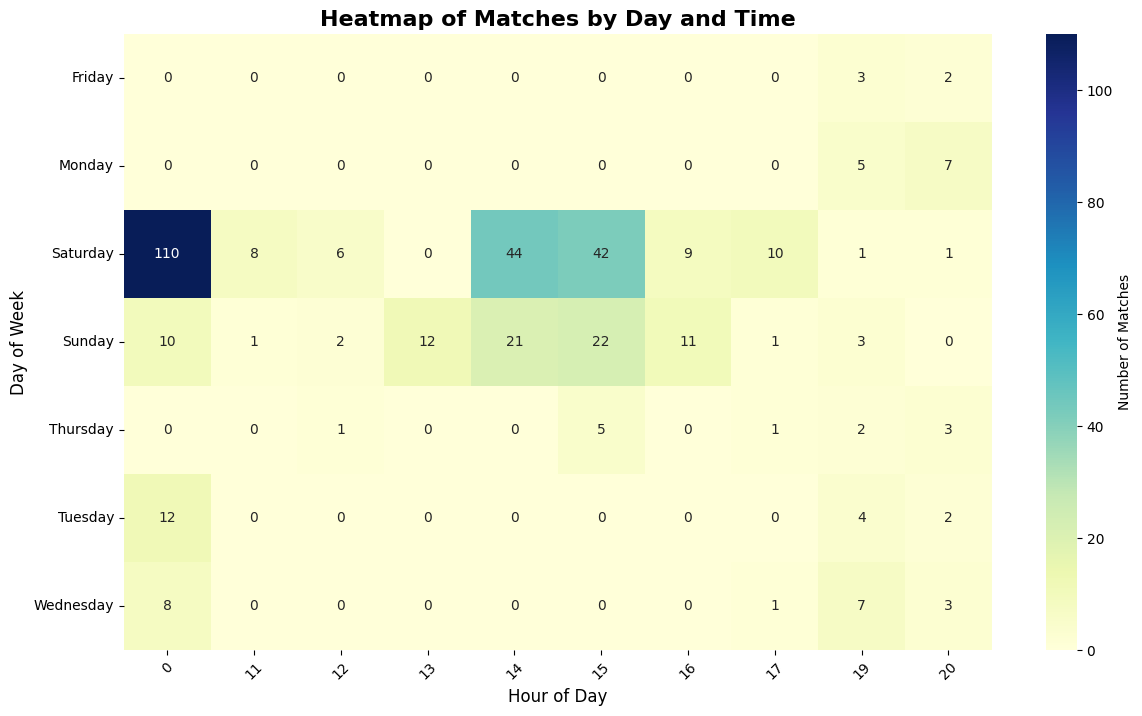 Heatmap of Matches by Day and Time
Friday 0 0 0 0 0 0 0 0 3 2
Monday 0 0 0 0 0 0 0 0 5 7
Saturday 110 8 6 0 44 42 9 10 1 1
Sunday 10 1 2 12 21 22 11 1 3 0
Thursday 0 0 1 0 0 5 0 1 2 3
Tuesday 12 0 0 0 0 0 0 0 4 2
Wednesday 8 0 0 0 0 0 0 1 7 3
0 11 12 13 14 15 16 17 19 20
Hour of Day
Day of Week
100
80
60
40
20
0
Number of Matches